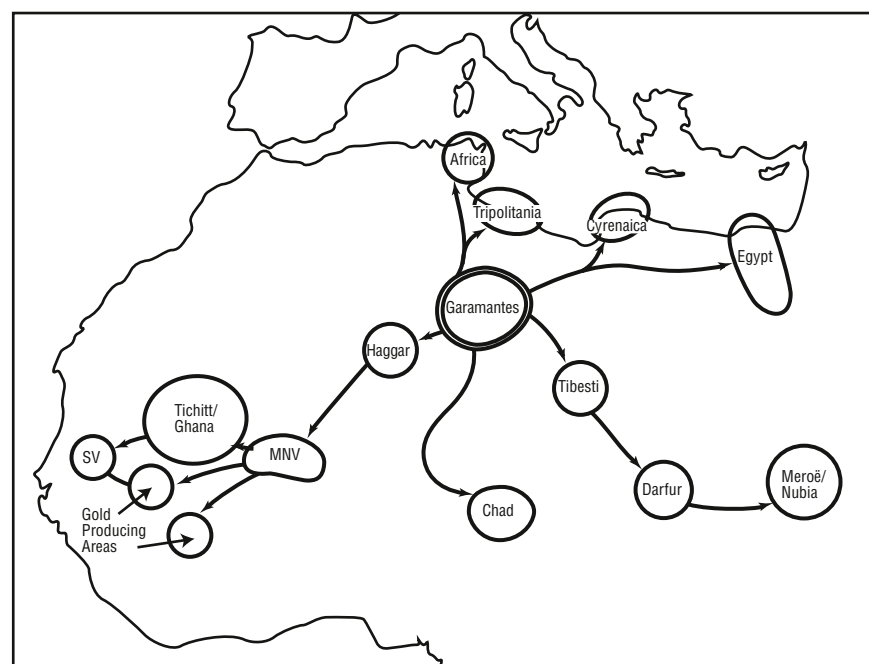 Africa
Tripolitania
Cyrenaica
Egypt
Garamantes
Haggar
Tibesti
Tichitt/
Ghana
MNV
SV
Gold
Producing
Areas
Chad
Darfur
Meroë/
Nubia